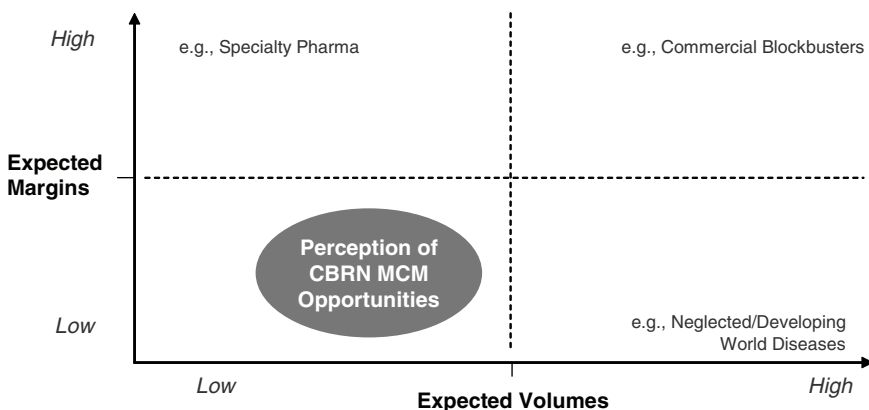 High
e.g., Specialty Pharma
e.g., Commercial Blockbusters
Expected
Margins
Perception of
CBRN MCM
Opportunities
Low
e.g., Neglected/Developing
World Diseases
Low
Expected Volumes
High